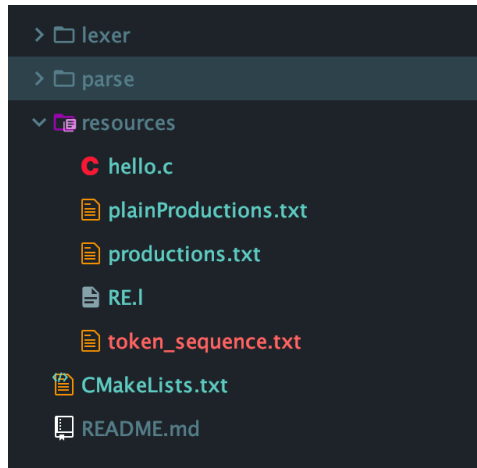 lexer
parse
resources
hello.c
plainProductions.txt
productions.txt
RE.l
token_sequence.txt
CMakeLists.txt
README.md